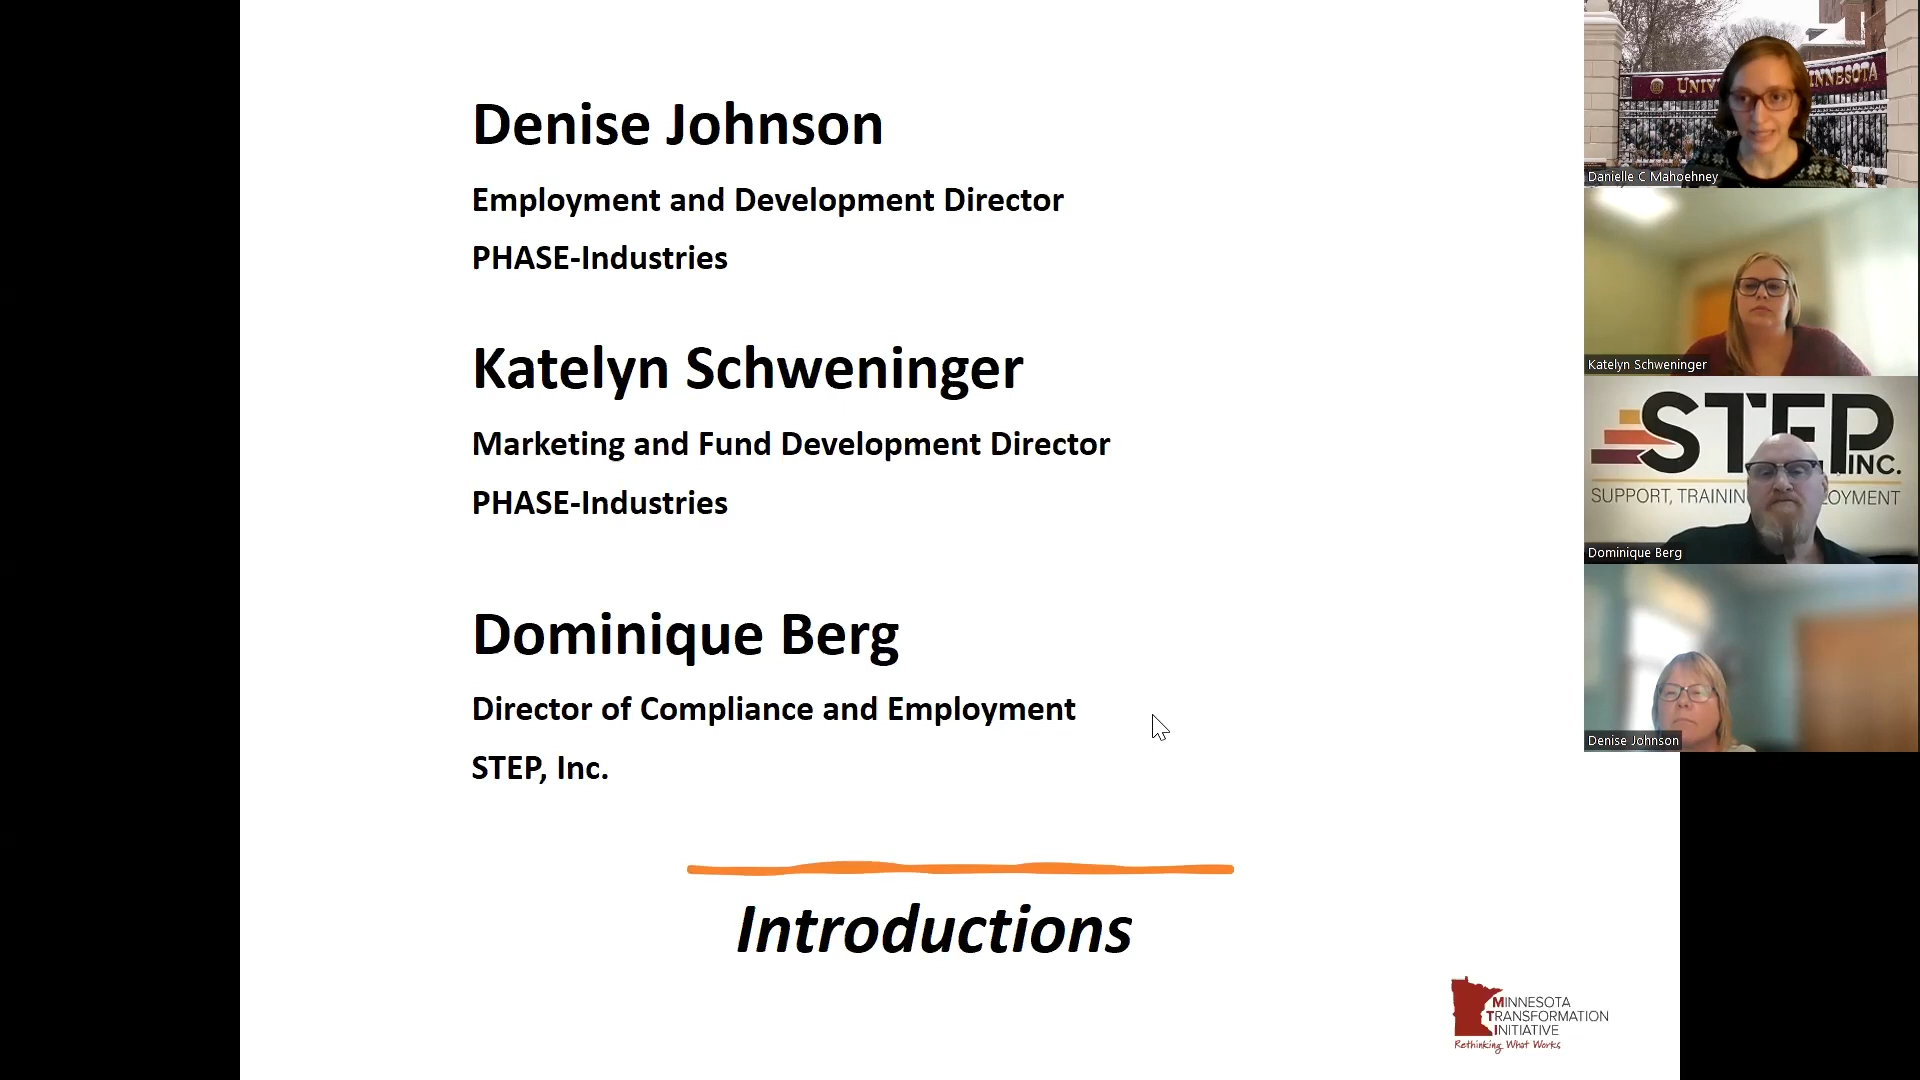 Denise Johnson
Employment and Development Director
PHASE-Industries
Katelyn Schweninger
Marketing and Fund Development Director
PHASE-Industries
Dominique Berg
Director of Compliance and Employment
STEP, Inc.
Introductions
MINNESOTA
TRANSFORMATION
INITIATIVE
Rethinking What Works
Danielle C Mahoehney
Katelyn Schweninger
STEP
INC.
SUPPORT,
Dominique Berg
Denise Johnson